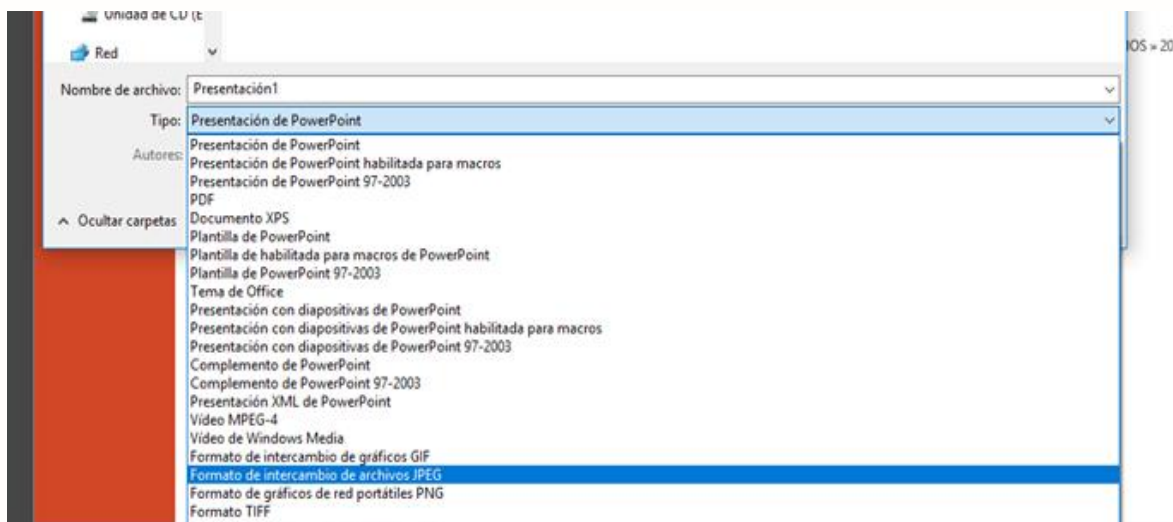 Unidad de CD (E
Red
IOS » 20
Nombre de archivo: Presentación1
Tipo: Presentación de PowerPoint
Autores:
Presentación de PowerPoint
Presentación de PowerPoint habilitada para macros
Presentación de PowerPoint 97-2003
PDF
Ocultar carpetas
Documento XPS
Plantilla de PowerPoint
Plantilla de habilitada para macros de PowerPoint
Plantilla de PowerPoint 97-2003
Tema de Office
Presentación con diapositivas de PowerPoint
Presentación con diapositivas de PowerPoint habilitada para macros
Presentación con diapositivas de PowerPoint 97-2003
Complemento de PowerPoint
Complemento de PowerPoint 97-2003
Presentación XML de PowerPoint
Vídeo MPEG-4
Vídeo de Windows Media
Formato de intercambio de gráficos GIF
Formato de intercambio de archivos JPEG
Formato de gráficos de red portátiles PNG
Formato TIFF